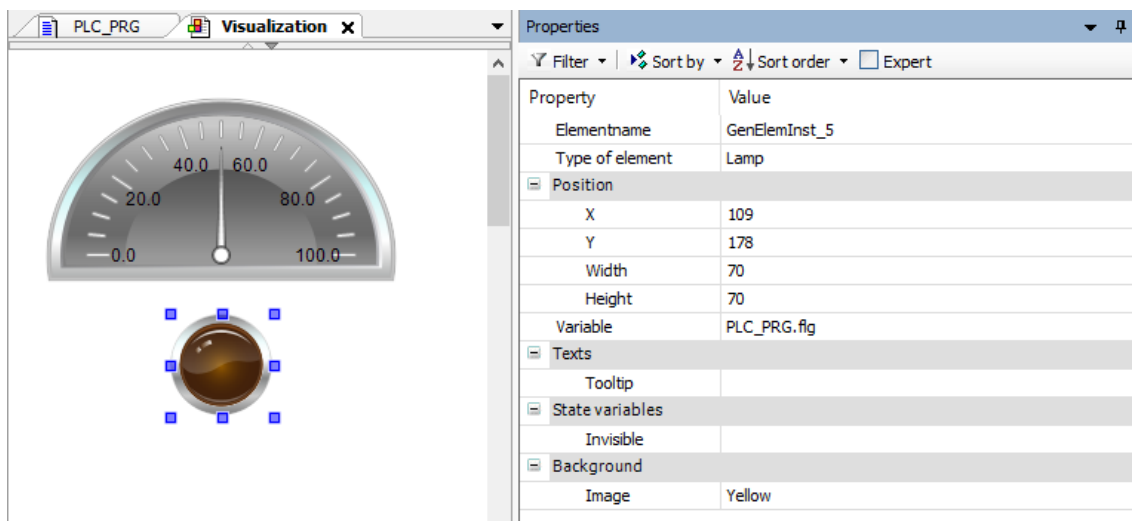 PLC_PRG Visualization X
40.0 60.0
20.0 80.0
0.0 100.0
Properties
Filter Sort by Sort order Expert
Property Value
Elementname GenElemInst_5
Type of element Lamp
Position
X 109
Y 178
Width 70
Height 70
Variable PLC_PRG.flg
Texts
Tooltip
State variables
Invisible
Background
Image Yellow